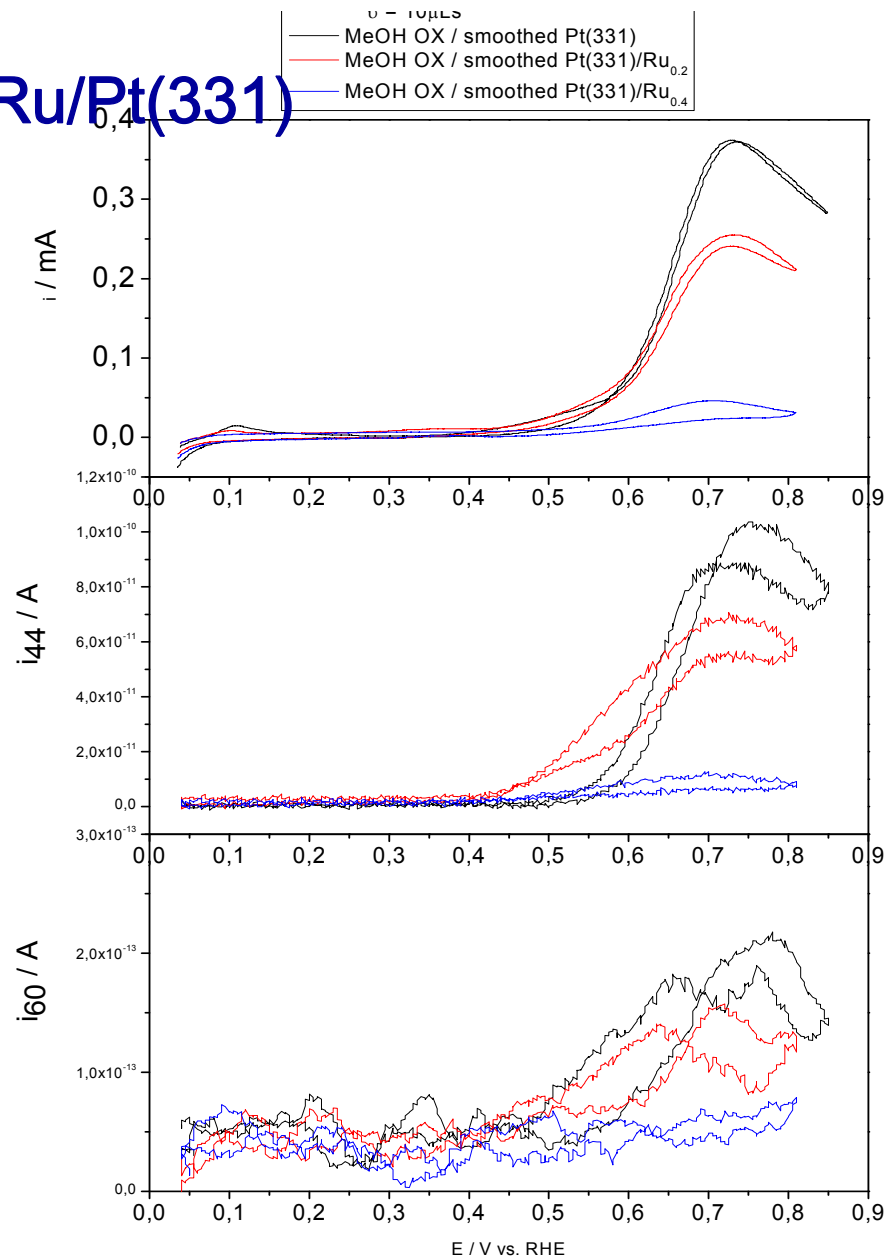 υ = 10µLs
MeOH OX / smoothed Pt(331)
MeOH OX / smoothed Pt(331)/Ru0.2
MeOH OX / smoothed Pt(331)/Ru0.4
Ru/Pt(331)
0,4
0,3
0,2
0,1
0,0
i / mA
1,2x10-10
0,0 0,1 0,2 0,3 0,4 0,5 0,6 0,7 0,8 0,9
1,0x10-10
8,0x10-11
6,0x10-11
4,0x10-11
2,0x10-11
0,0
i44 / A
3,0x10-13
0,0 0,1 0,2 0,3 0,4 0,5 0,6 0,7 0,8 0,9
2,0x10-13
1,0x10-13
0,0
i60 / A
0,0 0,1 0,2 0,3 0,4 0,5 0,6 0,7 0,8 0,9
E / V vs. RHE